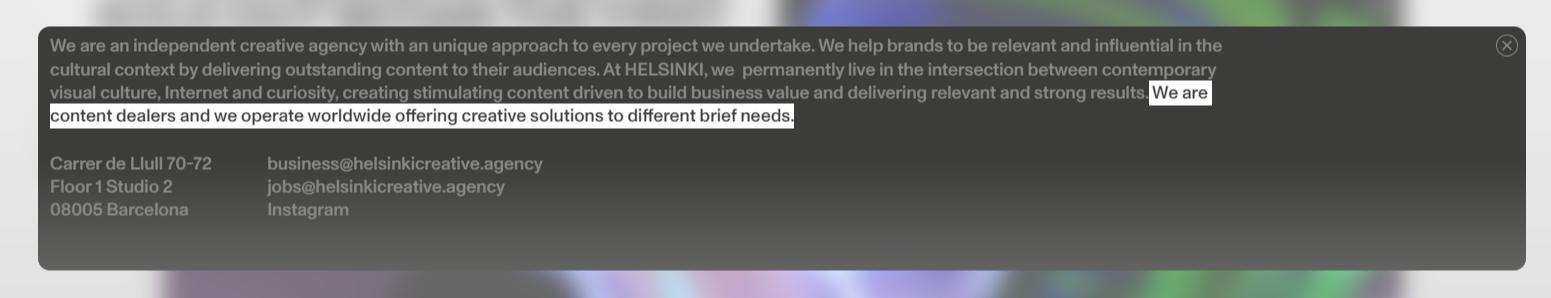 We are an independent creative agency with an unique approach to every project we undertake. We help brands to be relevant and influential in the
cultural context by delivering outstanding content to their audiences. At HELSINKI, we  permanently live in the intersection between contemporary
visual culture, Internet and curiosity, creating stimulating content driven to build business value and delivering relevant and strong results. We are
content dealers and we operate worldwide offering creative solutions to different brief needs.
Carrer de Llull 70-72
Floor 1 Studio 2
08005 Barcelona
business@helsinkicreative.agency
jobs@helsinkicreative.agency
Instagram